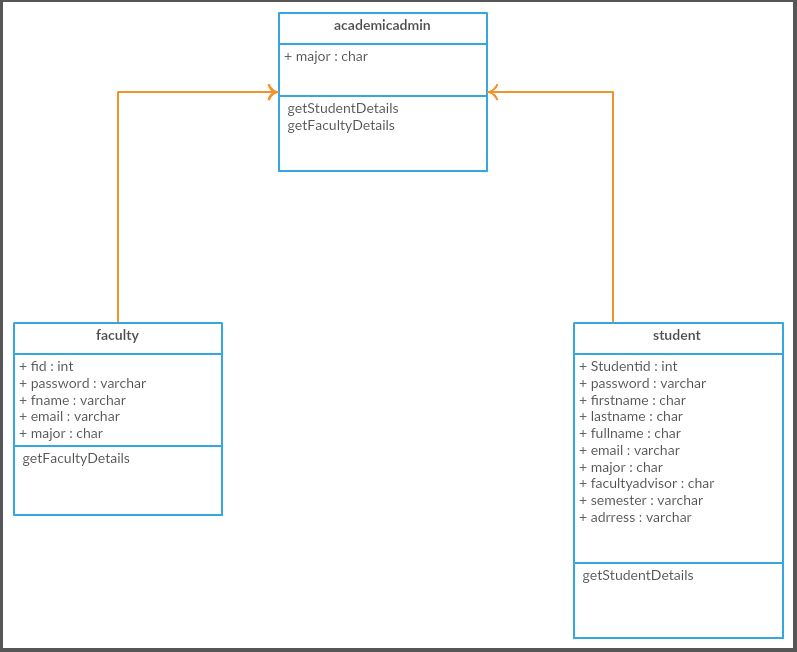 academicadmin
+ major : char
getStudentDetails
getFacultyDetails
faculty
+ fid : int
+ password : varchar
+ fname : varchar
+ email : varchar
+ major : char
getFacultyDetails
student
+ Studentid : int
+ password : varchar
+ firstname : char
+ lastname : char
+ fullname : char
+ email : varchar
+ major : char
+ facultyadvisor : char
+ semester : varchar
+ adrress : varchar
getStudentDetails